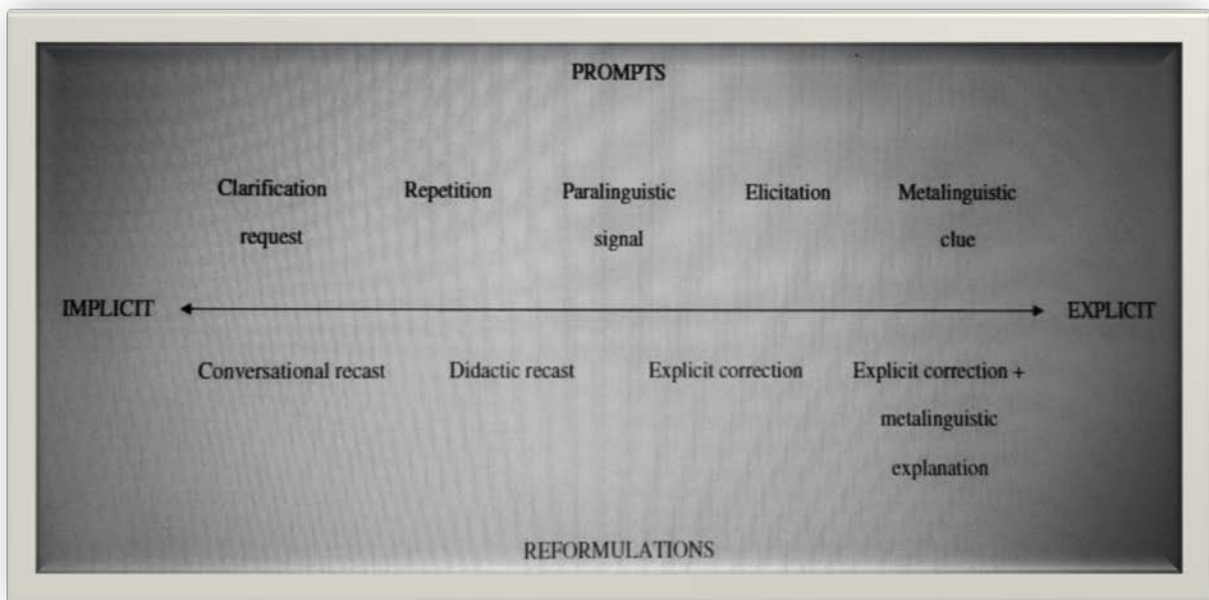 PROMPTS
Clarification Repetition Paralinguistic Elicitation Metalinguistic
request signal clue
IMPLICIT EXPLICIT
Conversational recast Didactic recast Explicit correction Explicit correction +
metalinguistic
explanation
REFORMULATIONS